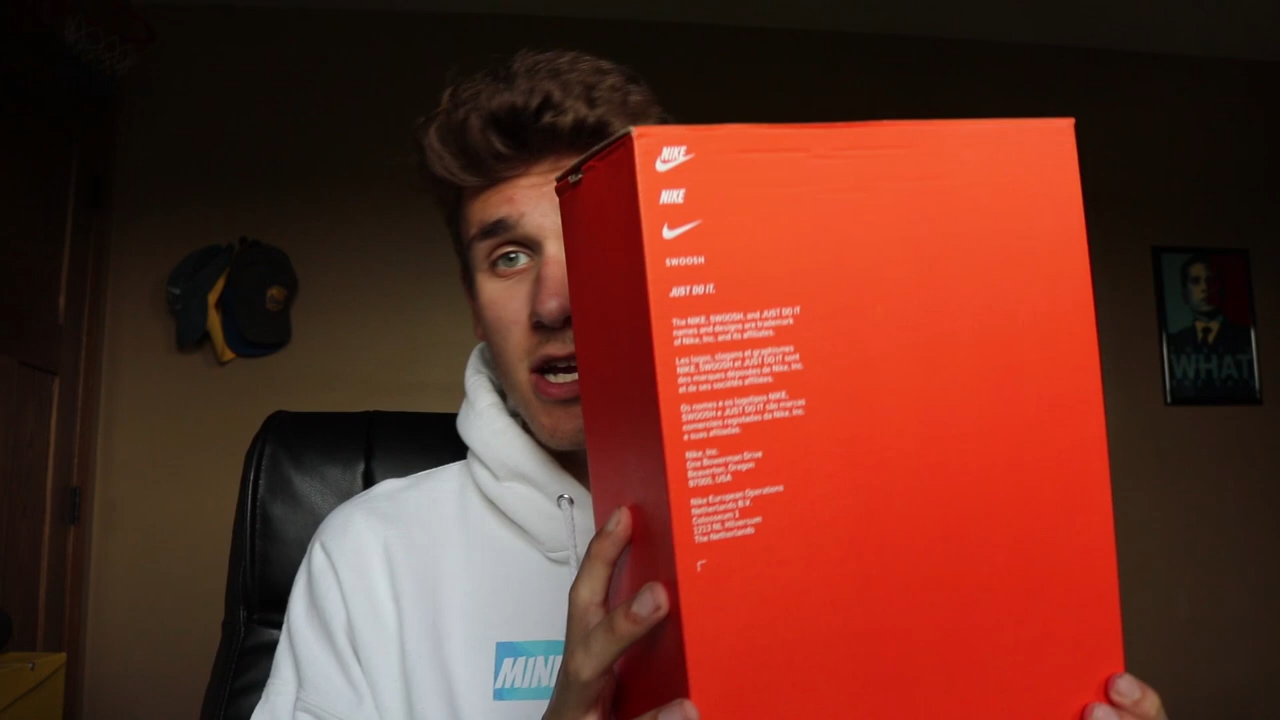 NIKE
NIKE
SWOOSH
JUST DO IT.
The NIKE, SWOOSH, and JUST DO IT
names and designs are trademark
of Nike, Inc. and its affiliates.
Les logos, slogans et graphismes
NIKE, SWOOSH et JUST DO IT sont
des marques déposées de Nike, Inc.
et de ses sociétés affiliées.
Os nomes e os logotipos NIKE,
SWOOSH e JUST DO IT são marcas
comerciais registadas da Nike, Inc.
e suas afiliadas.
Nike, Inc.
One Bowerman Drive
Beaverton, Oregon
97005, USA
Nike European Operations
Netherlands B.V.
Colosseum 1
1213 NL Hilversum
The Netherlands
WHAT